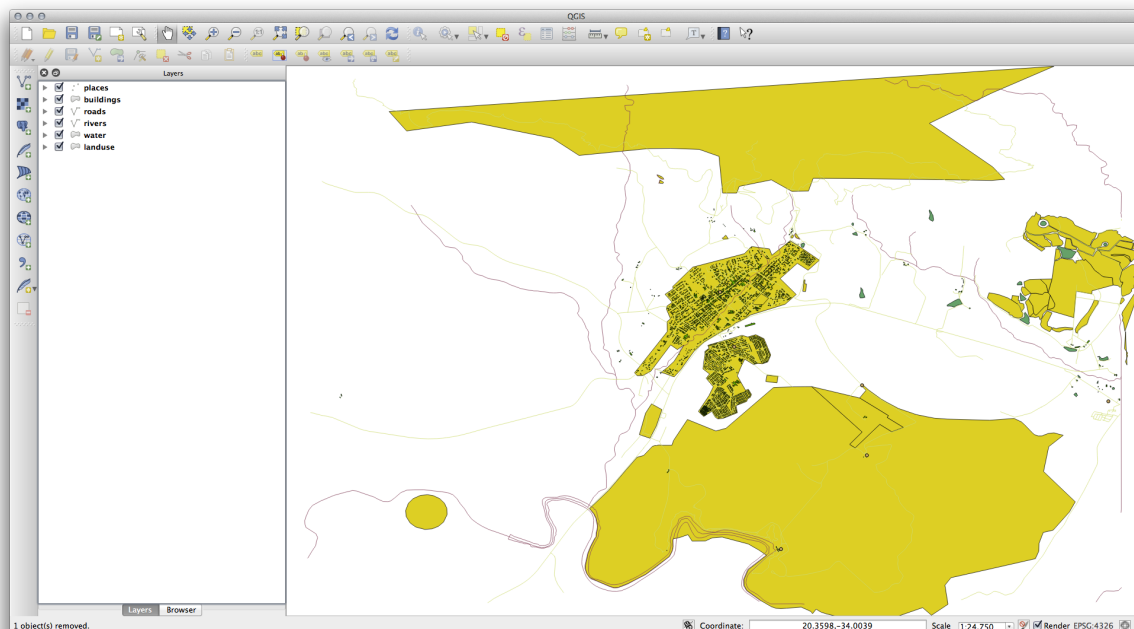 QGIS
Layers
places
buildings
roads
rivers
water
landuse
Layers Browser
1 object(s) removed. Coordinate: 20.3598,-34.0039 Scale 1:24,750 Render EPSG:4326